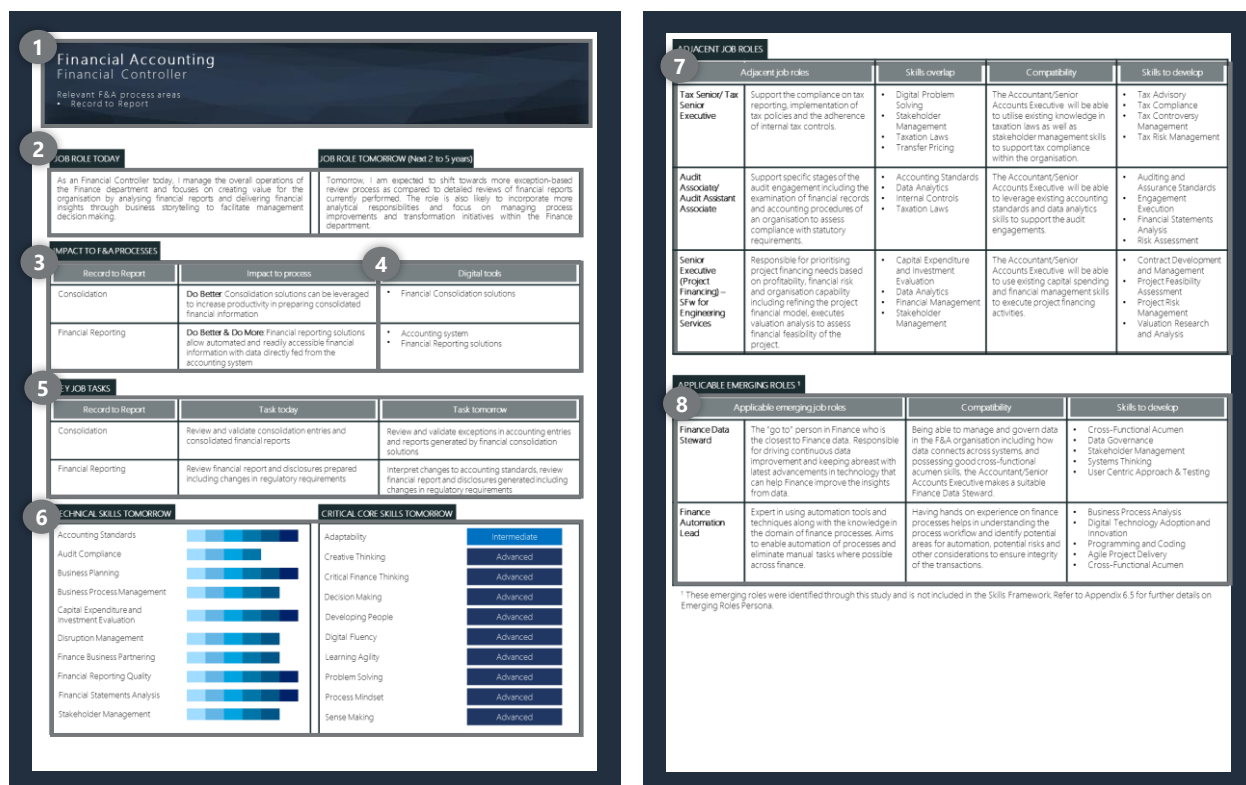 1
Financial Accounting
Financial Controller
Relevant F&A process areas
• Record to Report
2
JOB ROLE TODAY
JOB ROLE TOMORROW (Next 2 to 5 years)
As an Financial Controller today, I manage the overall operations of
the Finance department and focuses on creating value for the
organisation by analysing financial reports and delivering financial
insights through business storytelling to facilitate management
decision making.
Tomorrow, I am expected to shift towards more exception-based
review process as compared to detailed reviews of financial reports
currently performed. The role is also likely to incorporate more
analytical responsibilities and focus on managing process
improvements and transformation initiatives within the Finance
department.
IMPACT TO F&A PROCESSES
3
4
Record to Report
Impact to process
Digital tools
Consolidation
Do Better: Consolidation solutions can be leveraged
to increase productivity in preparing consolidated
financial information
• Financial Consolidation solutions
Financial Reporting
Do Better & Do More: Financial reporting solutions
allow automated and readily accessible financial
information with data directly fed from the
accounting system
• Accounting system
• Financial Reporting solutions
5
KEY JOB TASKS
Record to Report
Task today
Task tomorrow
Consolidation
Review and validate consolidation entries and
consolidated financial reports
Review and validate exceptions in accounting entries
and reports generated by financial consolidation
solutions
Financial Reporting
Review financial report and disclosures prepared
including changes in regulatory requirements
Interpret changes to accounting standards, review
financial report and disclosures generated including
changes in regulatory requirements
6
TECHNICAL SKILLS TOMORROW
Accounting Standards
Audit Compliance
Business Planning
Business Process Management
Capital Expenditure and
Investment Evaluation
Disruption Management
Finance Business Partnering
Financial Reporting Quality
Financial Statements Analysis
Stakeholder Management
CRITICAL CORE SKILLS TOMORROW
Adaptability
Intermediate
Creative Thinking
Advanced
Critical Finance Thinking
Advanced
Decision Making
Advanced
Developing People
Advanced
Digital Fluency
Advanced
Learning Agility
Advanced
Problem Solving
Advanced
Process Mindset
Advanced
Sense Making
Advanced
ADJACENT JOB ROLES
7
Adjacent job roles
Skills overlap
Compatibility
Skills to develop
Tax Senior/ Tax
Senior
Executive
Support the compliance on tax
reporting, implementation of
tax policies and the adherence
of internal tax controls.
• Digital Problem
Solving
• Stakeholder
Management
• Taxation Laws
• Transfer Pricing
The Accountant/Senior
Accounts Executive will be able
to utilise existing knowledge in
taxation laws as well as
stakeholder management skills
to support tax compliance
within the organisation.
• Tax Advisory
• Tax Compliance
• Tax Controversy
Management
• Tax Risk Management
Audit
Associate/
Audit Assistant
Associate
Support specific stages of the
audit engagement including the
examination of financial records
and accounting procedures of
an organisation to assess
compliance with statutory
requirements.
• Accounting Standards
• Data Analytics
• Internal Controls
• Taxation Laws
The Accountant/Senior
Accounts Executive will be able
to leverage existing accounting
standards and data analytics
skills to support the audit
engagements.
• Auditing and
Assurance Standards
• Engagement
Execution
• Financial Statements
Analysis
• Risk Assessment
Senior
Executive
(Project
Financing) –
SFw for
Engineering
Services
Responsible for prioritising
project financing needs based
on profitability, financial risk
and organisation capability
including refining the project
financial model, executes
valuation analysis to assess
financial feasibility of the
project.
• Capital Expenditure
and Investment
Evaluation
• Data Analytics
• Financial Management
• Stakeholder
Management
The Accountant/Senior
Accounts Executive will be able
to use existing capital spending
and financial management skills
to execute project financing
activities.
• Contract Development
and Management
• Project Feasibility
Assessment
• Project Risk
Management
• Valuation Research
and Analysis
APPLICABLE EMERGING ROLES ¹
8
Applicable emerging job roles
Compatibility
Skills to develop
Finance Data
Steward
The "go to" person in Finance who is
the closest to Finance data. Responsible
for driving continuous data
improvement and keeping abreast with
latest advancements in technology that
can help Finance improve the insights
from data.
Being able to manage and govern data
in the F&A organisation including how
data connects across systems, and
possessing good cross-functional
acumen skills, the Accountant/Senior
Accounts Executive makes a suitable
Finance Data Steward.
• Cross-Functional Acumen
• Data Governance
• Stakeholder Management
• Systems Thinking
• User Centric Approach & Testing
Finance
Automation
Lead
Expert in using automation tools and
techniques along with the knowledge in
the domain of finance processes. Aims
to enable automation of processes and
eliminate manual tasks where possible
across finance.
Having hands on experience on finance
processes helps in understanding the
process workflow and identify potential
areas for automation, potential risks and
other considerations to ensure integrity
of the transactions.
• Business Process Analysis
• Digital Technology Adoption and
Innovation
• Programming and Coding
• Agile Project Delivery
• Cross-Functional Acumen
¹ These emerging roles were identified through this study and is not included in the Skills Framework. Refer to Appendix 6.5 for further details on
Emerging Roles Persona.